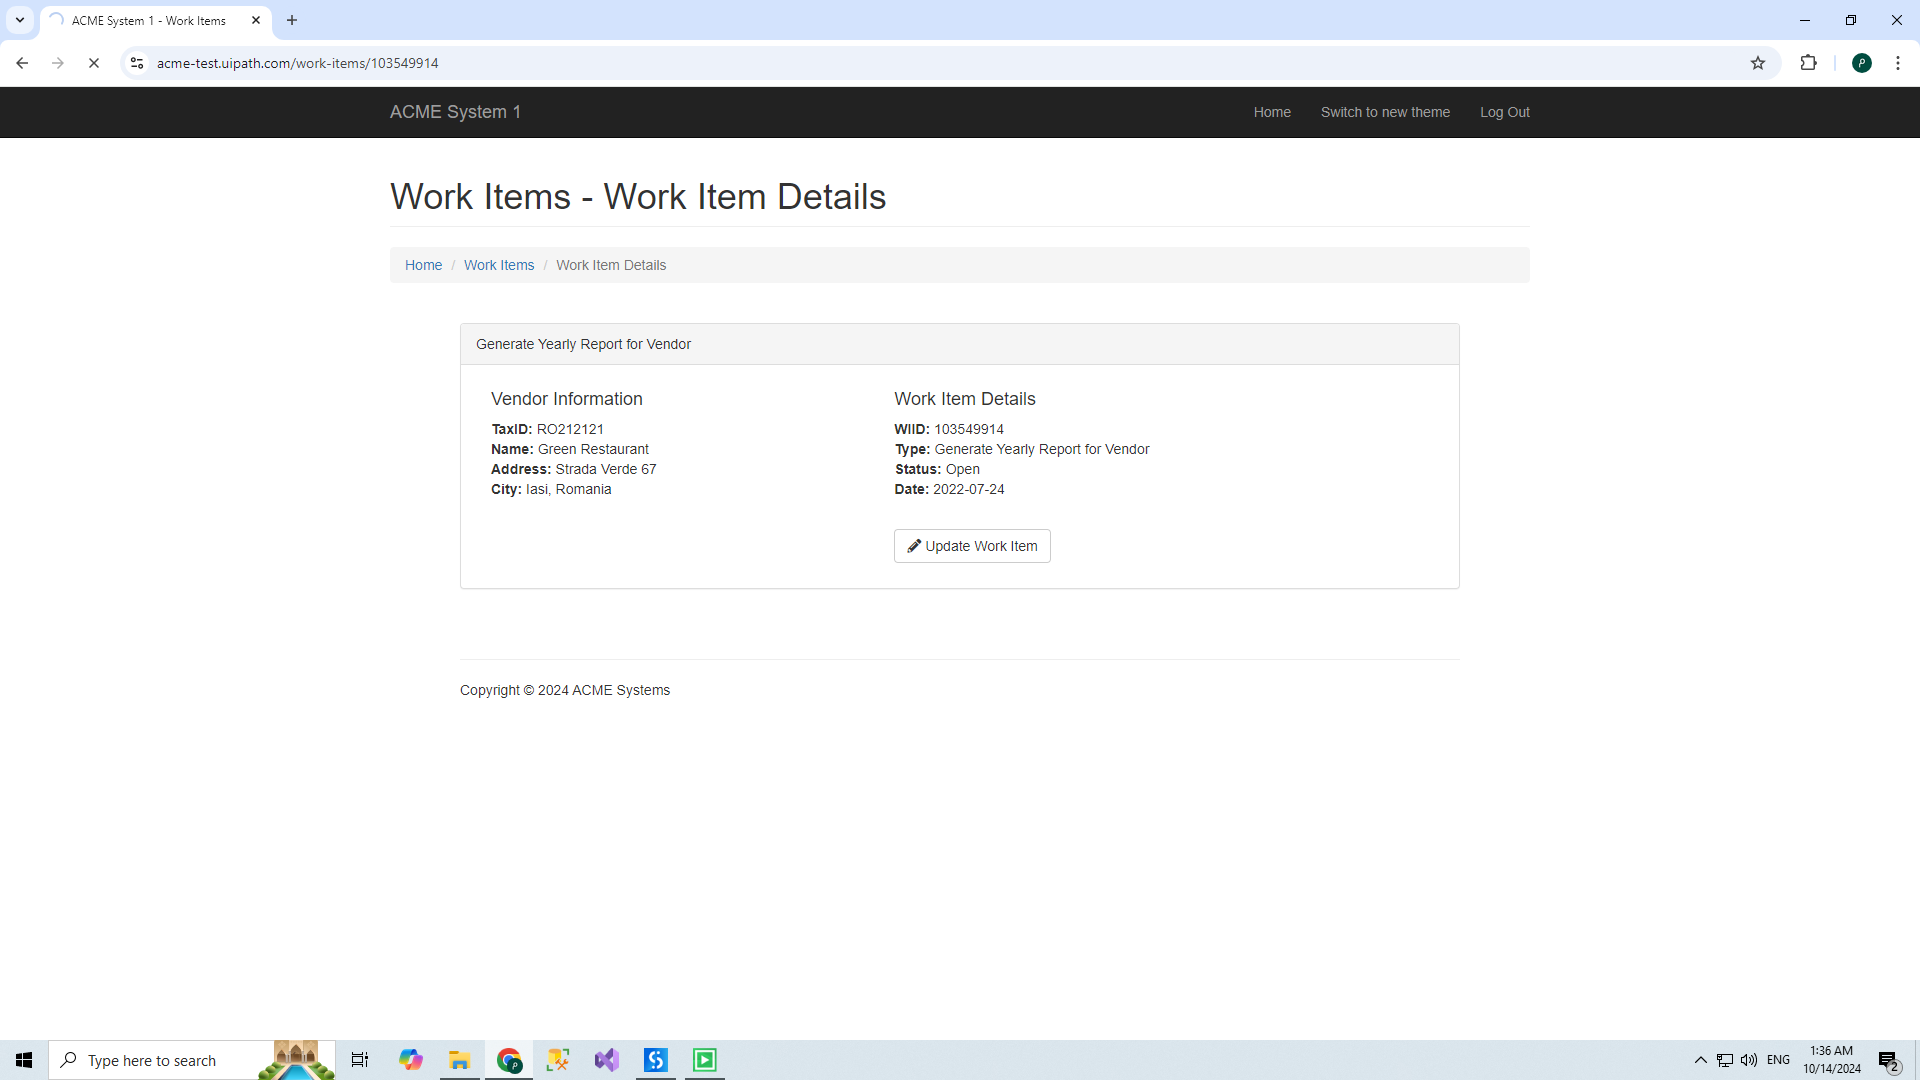 ACME System 1 - Work Items
acme-test.uipath.com/work-items/103549914
ACME System 1
Home
Switch to new theme
Log Out
Work Items - Work Item Details
Home / Work Items / Work Item Details
Generate Yearly Report for Vendor
Vendor Information
TaxID: RO212121
Name: Green Restaurant
Address: Strada Verde 67
City: Iasi, Romania
Work Item Details
WIID: 103549914
Type: Generate Yearly Report for Vendor
Status: Open
Date: 2022-07-24
Update Work Item
Copyright © 2024 ACME Systems
Type here to search
ENG
1:36 AM
10/14/2024
2